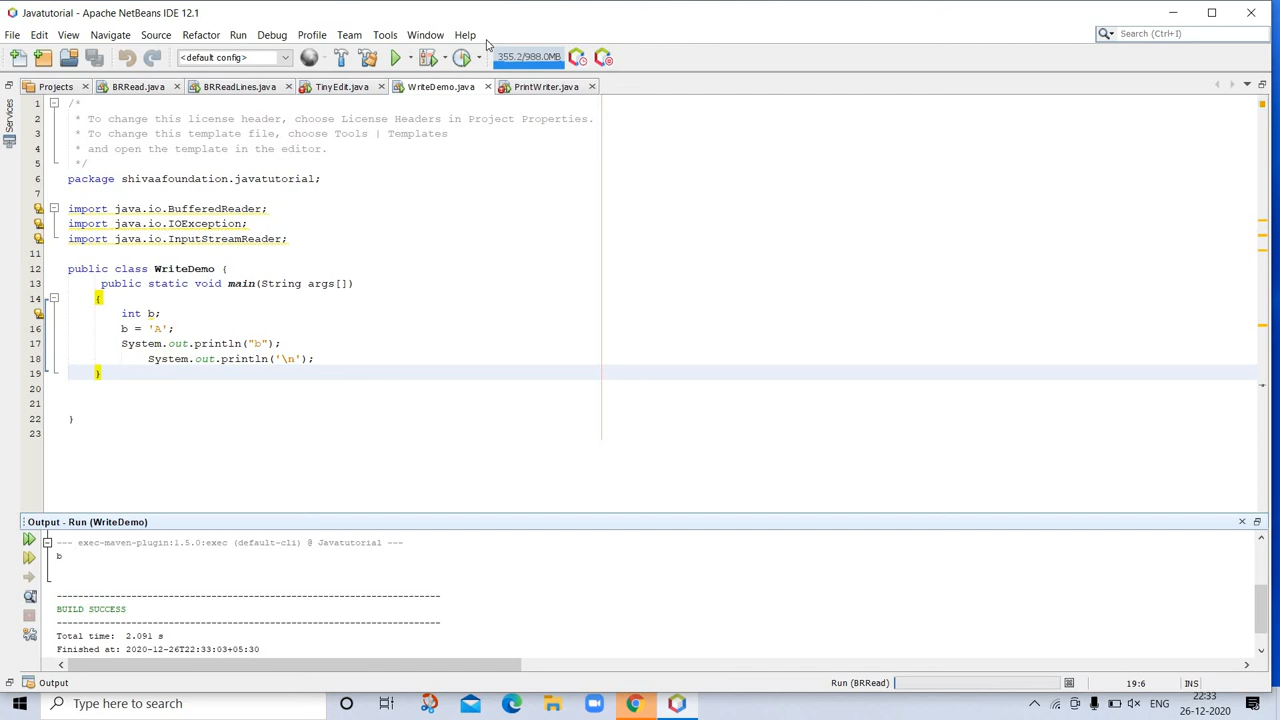 Javatutorial - Apache NetBeans IDE 12.1
File Edit View Navigate Source Refactor Run Debug Profile Team Tools Window Help
Search (Ctrl+I)
<default config>
355.2/988.0MB
Projects BRRead.java BRReadLines.java TinyEdit.java WriteDemo.java PrintWriter.java
Services
1 /*
2 * To change this license header, choose License Headers in Project Properties.
3 * To change this template file, choose Tools | Templates
4 * and open the template in the editor.
5 */
6 package shivaafoundation.javatutorial;
7
import java.io.BufferedReader;
import java.io.IOException;
import java.io.InputStreamReader;
11
12 public class WriteDemo {
13 public static void main(String args[])
14 {
int b;
16 b = 'A';
17 System.out.println("b");
18 System.out.println('\n');
19 }
20
21
22 }
23
Output - Run (WriteDemo)
--- exec-maven-plugin:1.5.0:exec (default-cli) @ Javatutorial ---
b
------------------------------------------------------------------------
BUILD SUCCESS
------------------------------------------------------------------------
Total time: 2.091 s
Finished at: 2020-12-26T22:33:03+05:30
Output
Run (BRRead)
19:6
INS
Type here to search
ENG
22:33
26-12-2020